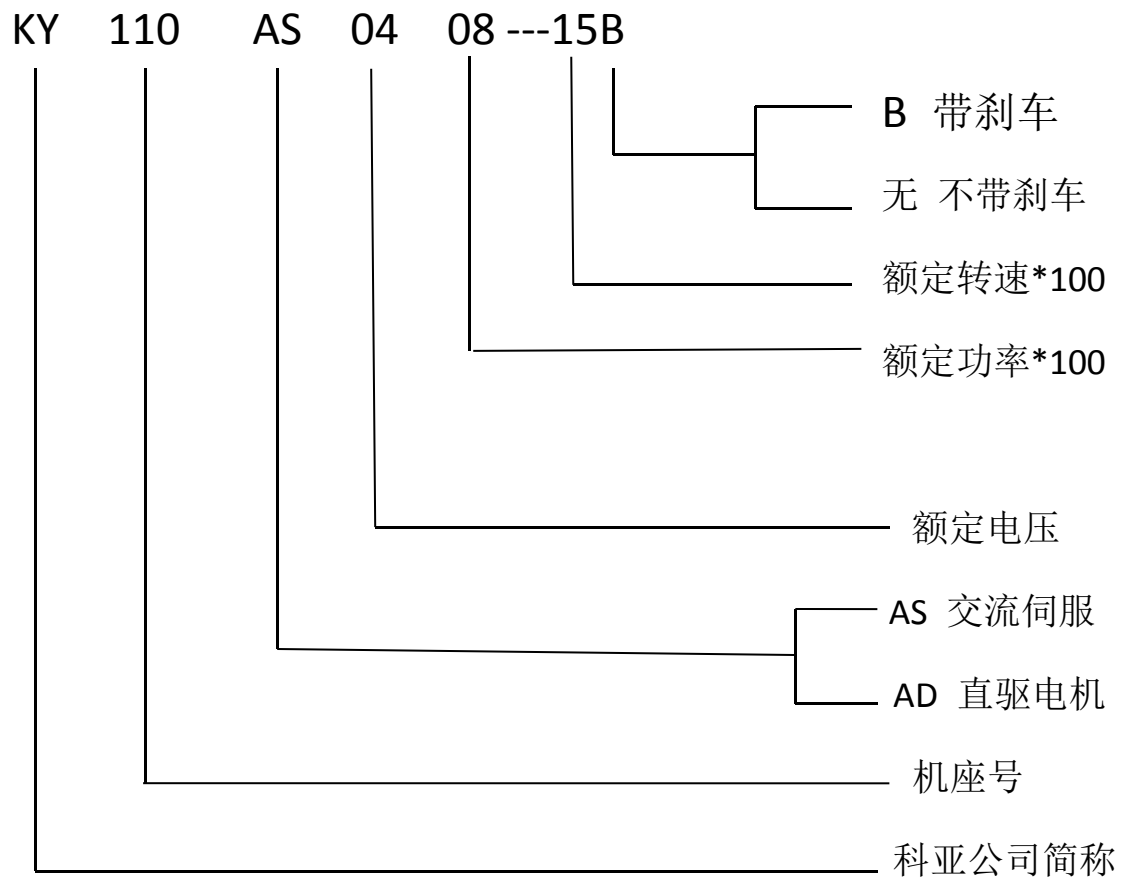 KY 110 AS 04 08 ---15B
B 带刹车
无 不带刹车
额定转速*100
额定功率*100
额定电压
AS 交流伺服
AD 直驱电机
机座号
科亚公司简称